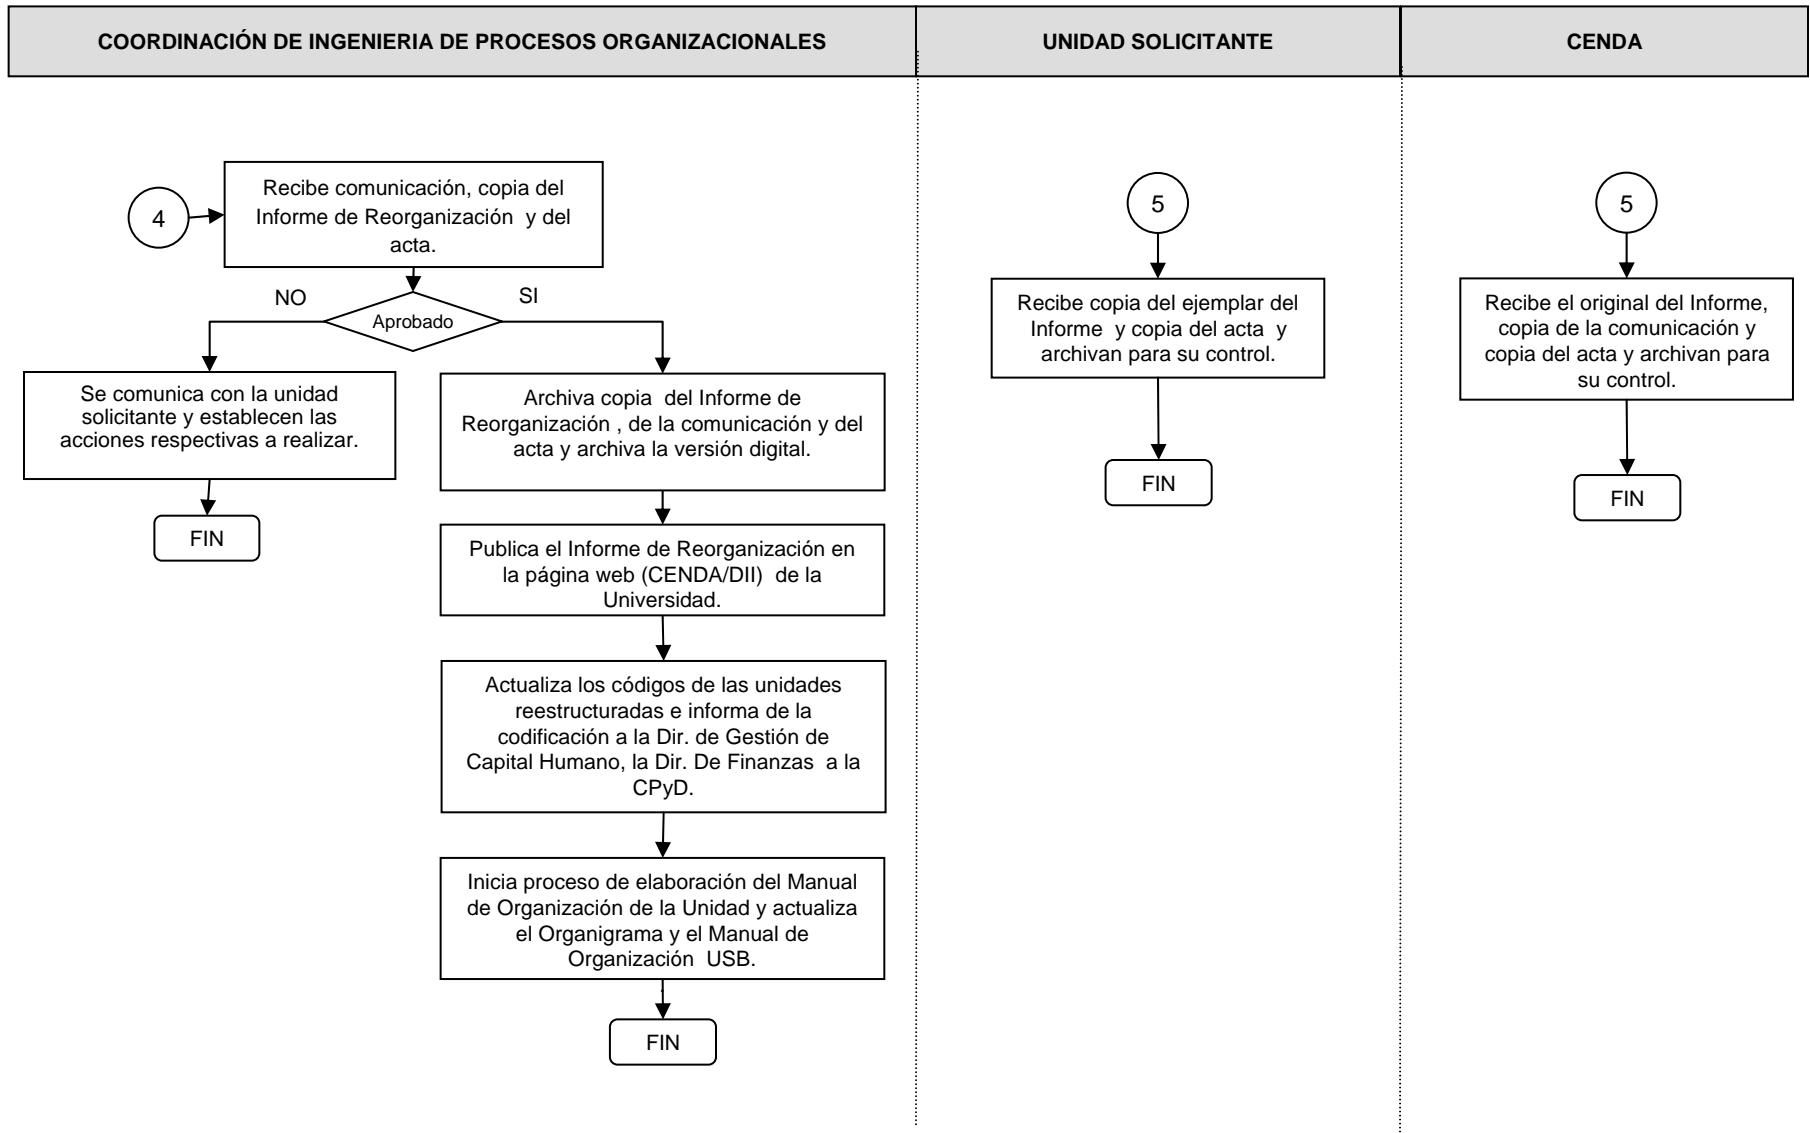 COORDINACIÓN DE INGENIERIA DE PROCESOS ORGANIZACIONALES
UNIDAD SOLICITANTE
CENDA
4
Recibe comunicación, copia del
Informe de Reorganización y del
acta.
NO
SI
Aprobado
Se comunica con la unidad
solicitante y establecen las
acciones respectivas a realizar.
FIN
Archiva copia del Informe de
Reorganización , de la comunicación y del
acta y archiva la versión digital.
Publica el Informe de Reorganización en
la página web (CENDA/DII) de la
Universidad.
Actualiza los códigos de las unidades
reestructuradas e informa de la
codificación a la Dir. de Gestión de
Capital Humano, la Dir. De Finanzas a la
CPyD.
Inicia proceso de elaboración del Manual
de Organización de la Unidad y actualiza
el Organigrama y el Manual de
Organización USB.
FIN
5
Recibe copia del ejemplar del
Informe y copia del acta y
archivan para su control.
FIN
5
Recibe el original del Informe,
copia de la comunicación y
copia del acta y archivan para
su control.
FIN